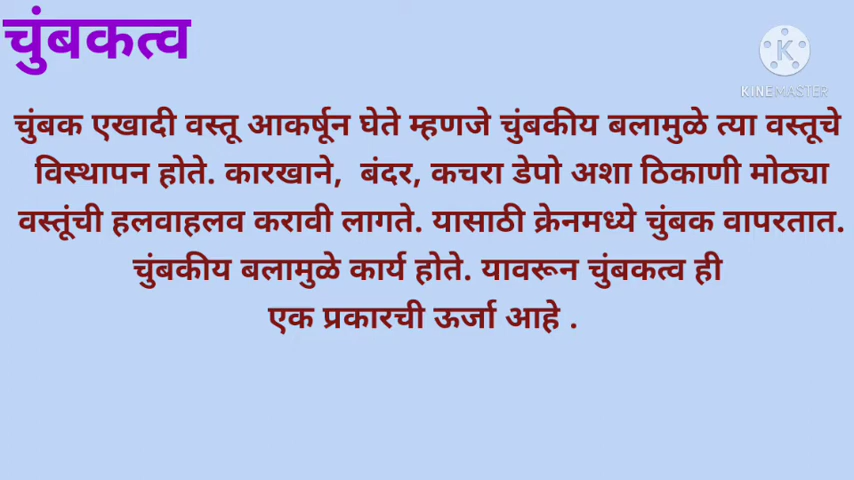 चुंबकत्व
K
KINEMASTER
चुंबक एखादी वस्तू आकर्षून घेते म्हणजे चुंबकीय बलामुळे त्या वस्तूचे
विस्थापन होते. कारखाने, बंदर, कचरा डेपो अशा ठिकाणी मोठ्या
वस्तूंची हलवाहलव करावी लागते. यासाठी क्रेनमध्ये चुंबक वापरतात.
चुंबकीय बलामुळे कार्य होते. यावरून चुंबकत्व ही
एक प्रकारची ऊर्जा आहे .